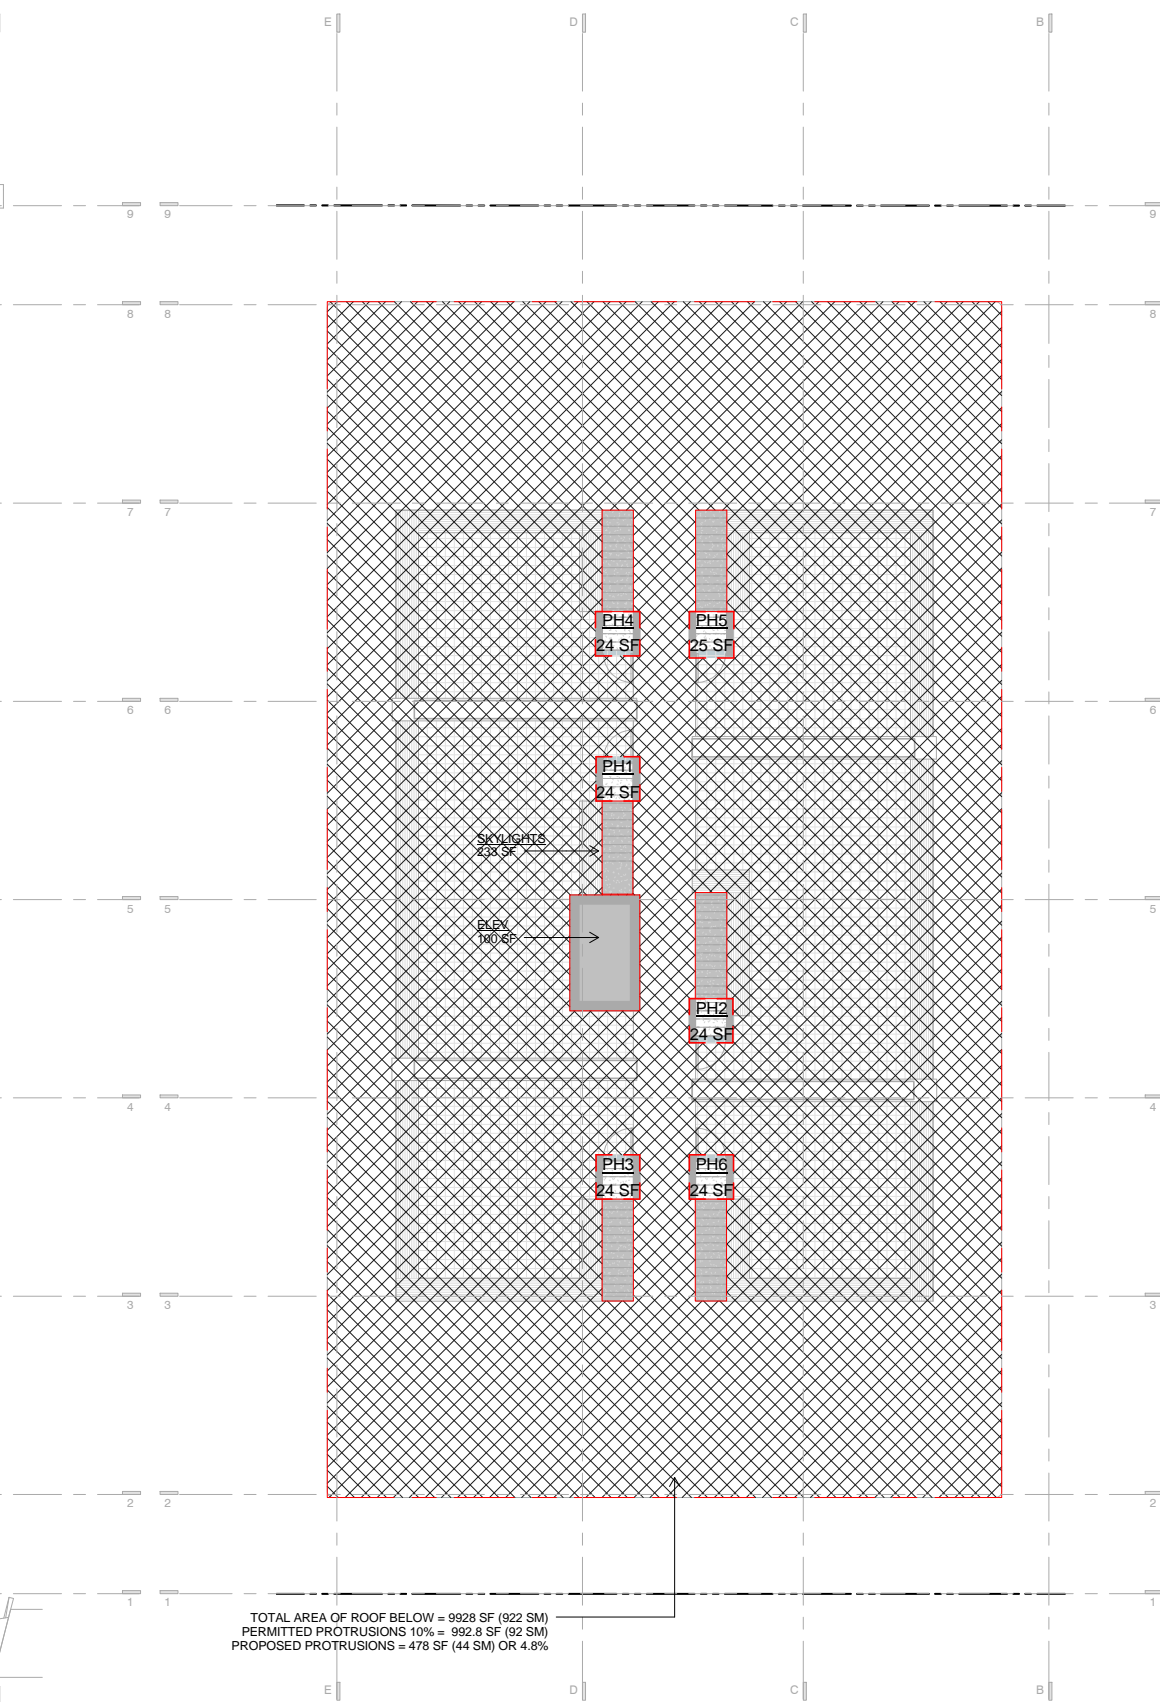 E D C B
9 9 9
8 8 8
7 7 7
PH4 PH5
24 SF 25 SF
6 6 6
PH1
24 SF
SKYLIGHTS
233 SF
5 5 5
ELEV
100 SF
PH2
24 SF
4 4 4
PH3 PH6
24 SF 24 SF
3 3 3
2 2 2
1 1 1
TOTAL AREA OF ROOF BELOW = 9928 SF (922 SM)
PERMITTED PROTRUSIONS 10% = 992.8 SF (92 SM)
PROPOSED PROTRUSIONS = 478 SF (44 SM) OR 4.8%
E D C B